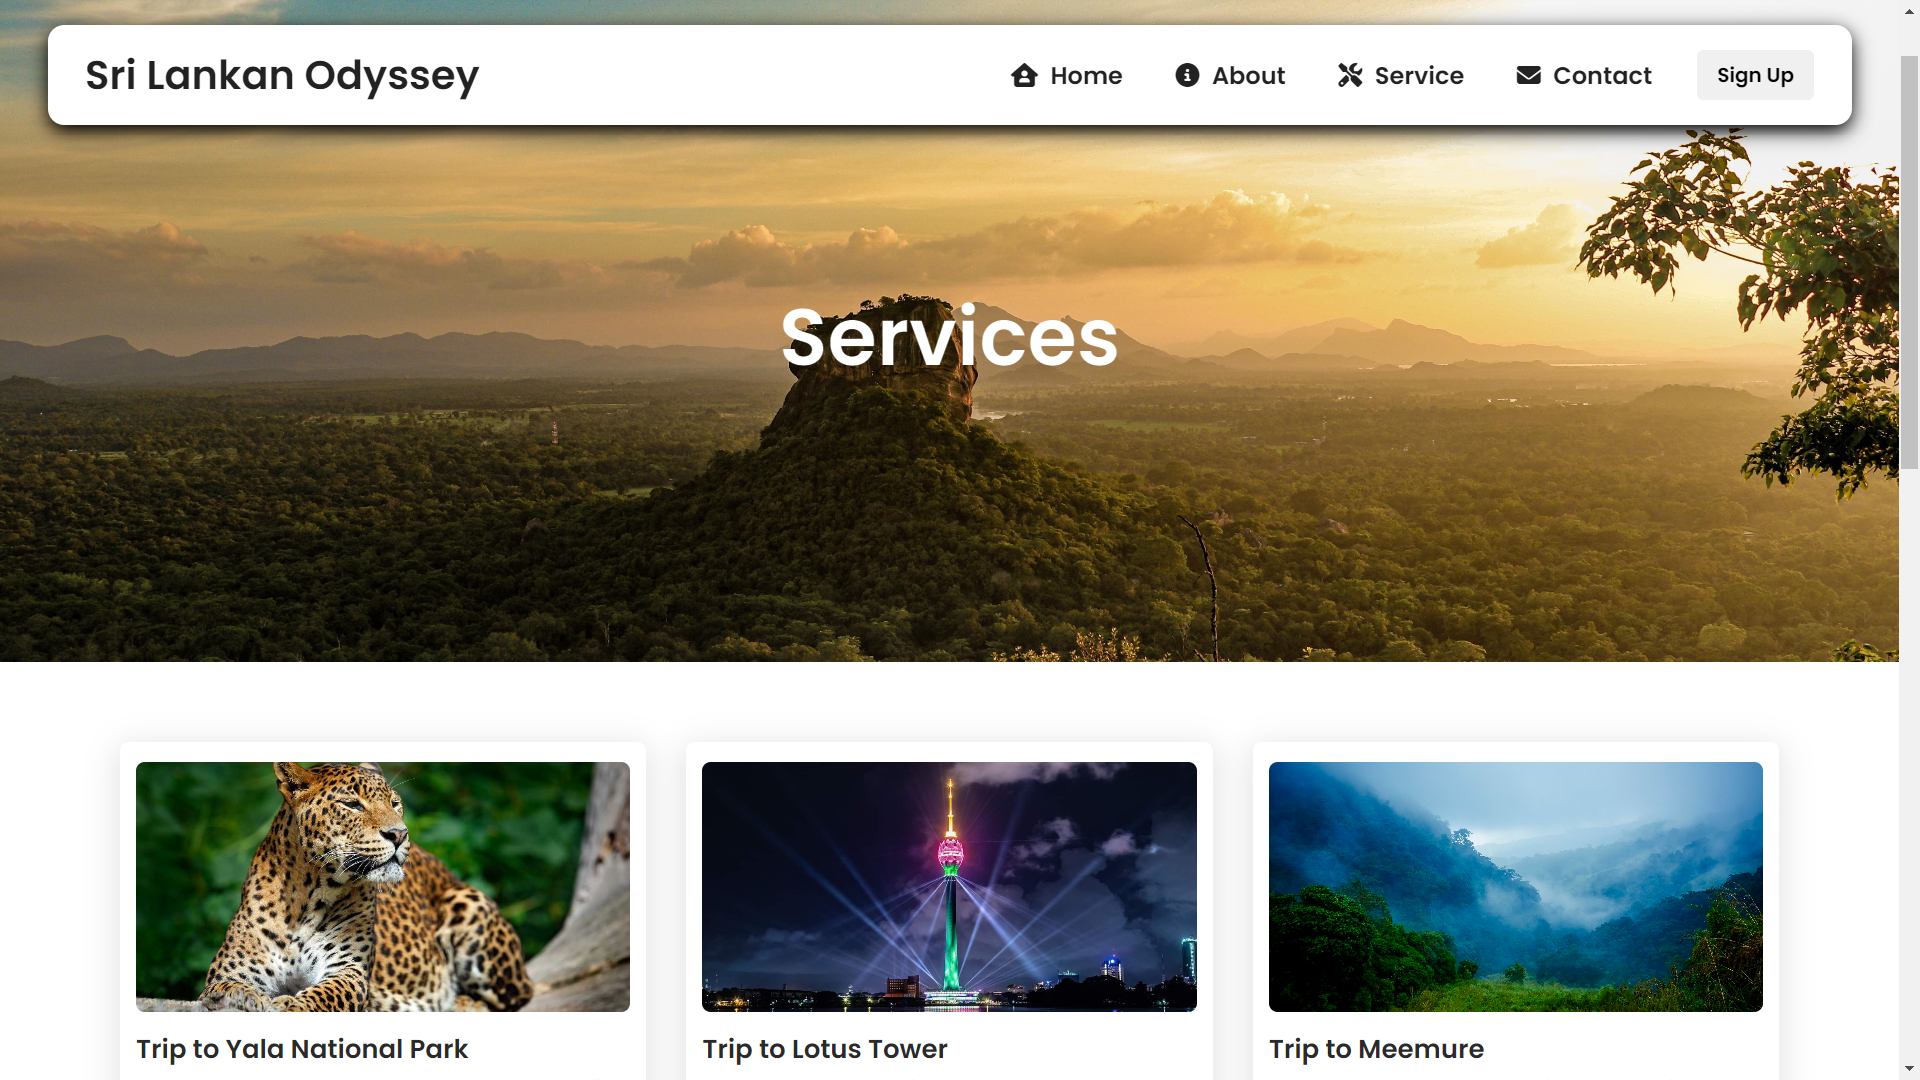 Sri Lankan Odyssey
Home
About
Service
Contact
Sign Up
Services
Trip to Yala National Park
Trip to Lotus Tower
Trip to Meemure